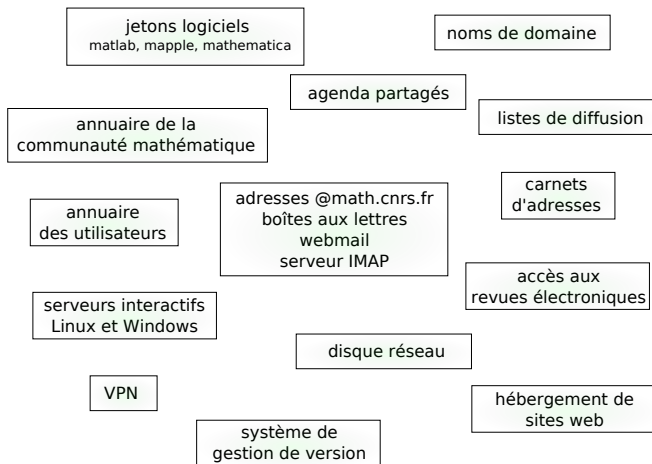 jetons logiciels
matlab, mapple, mathematica
noms de domaine
agenda partagés
listes de diffusion
annuaire de la
communauté mathématique
adresses @math.cnrs.fr
boîtes aux lettres
webmail
serveur IMAP
carnets
d'adresses
annuaire
des utilisateurs
accès aux
revues électroniques
serveurs interactifs
Linux et Windows
disque réseau
VPN
hébergement de
sites web
système de
gestion de version